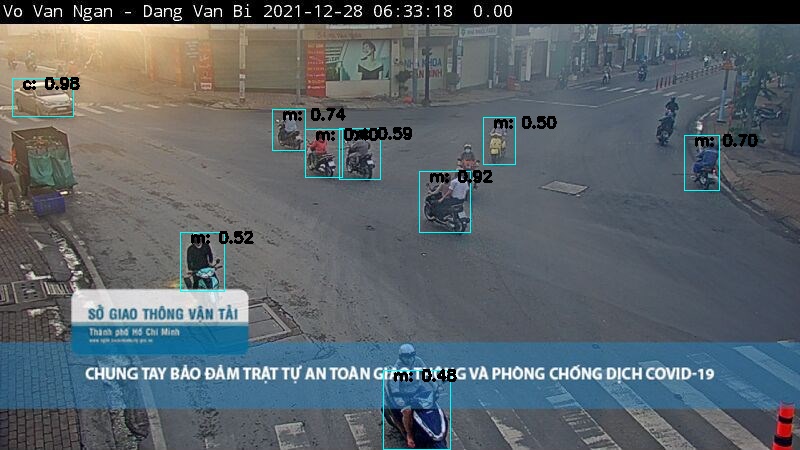 Vo Van Ngan - Dang Van Bi 2021-12-28 06:33:18 0.00
c: 0.98
m: 0.74
m: 0.59
m: 0.50
m: 0.70
m: 0.92
m: 0.52
SỞ GIAO THÔNG VẬN TẢI
Thành phố Hồ Chí Minh
m: 0.48
CHUNG TAY BẢO ĐẢM TRẬT TỰ AN TOÀN VÀ PHÒNG CHỐNG DỊCH COVID-19